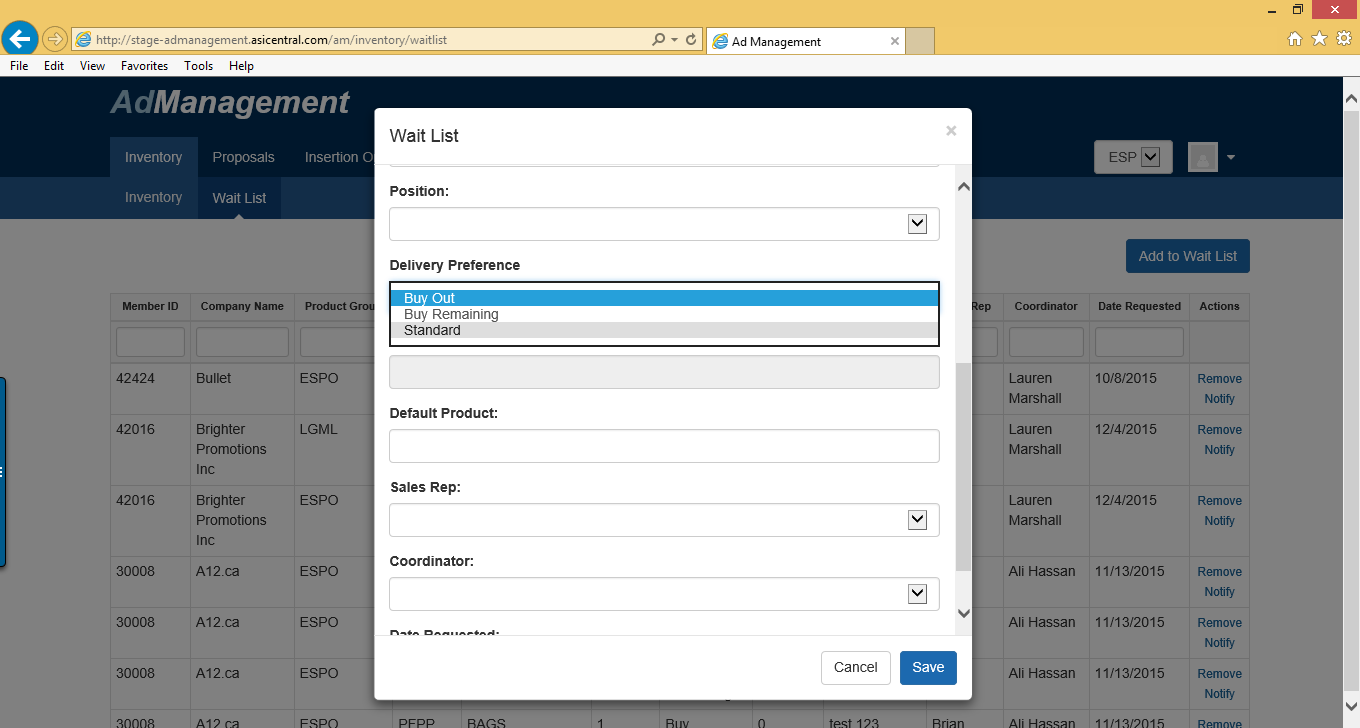 http://stage-admanagement.asicentral.com/am/inventory/waitlist
Ad Management
File Edit View Favorites Tools Help
AdManagement
Inventory Proposals Insertion O
ESP
Inventory Wait List
Add to Wait List
Wait List
Position:
Delivery Preference
Buy Out
Buy Remaining
Standard
Default Product:
Sales Rep:
Coordinator:
Date Requested:
Cancel Save
Member ID Company Name Product Grou Rep Coordinator Date Requested Actions
42424 Bullet ESPO Lauren Marshall 10/8/2015 Remove
Notify
42016 Brighter Promotions Inc LGML Lauren Marshall 12/4/2015 Remove
Notify
42016 Brighter Promotions Inc ESPO Lauren Marshall 12/4/2015 Remove
Notify
30008 A12.ca ESPO Ali Hassan 11/13/2015 Remove
Notify
30008 A12.ca ESPO Ali Hassan 11/13/2015 Remove
Notify
30008 A12.ca ESPO Ali Hassan 11/13/2015 Remove
Notify
30008 A12.ca ESPO PEPP BAGS 1 Buy 0 test 123 Brian Ali Hassan 11/13/2015 Remove